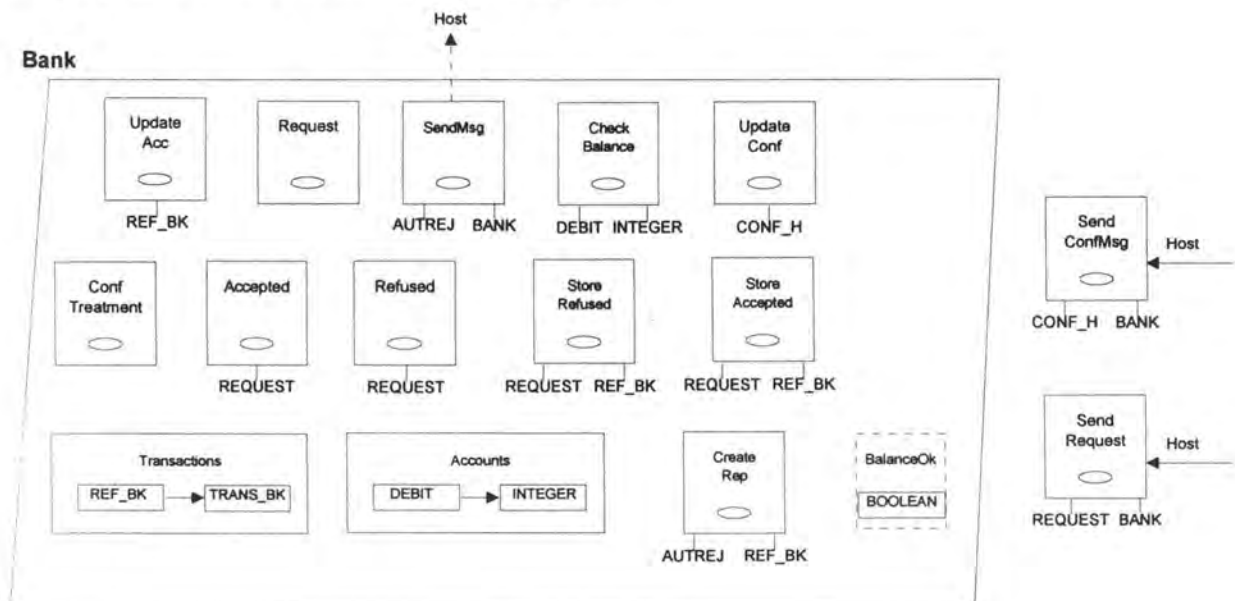 Host
Bank
Update
Acc
Request
SendMsg
Check
Balance
Update
Conf
REF_BK
AUTREJ BANK
DEBIT INTEGER
CONF_H
Send
ConfMsg
Host
CONF_H BANK
Conf
Treatment
Accepted
Refused
Store
Refused
Store
Accepted
REQUEST
REQUEST
REQUEST REF_BK
REQUEST REF_BK
Send
Request
Host
REQUEST BANK
Transactions
REF_BK TRANS_BK
Accounts
DEBIT INTEGER
Create
Rep
AUTREJ REF_BK
BalanceOk
BOOLEAN